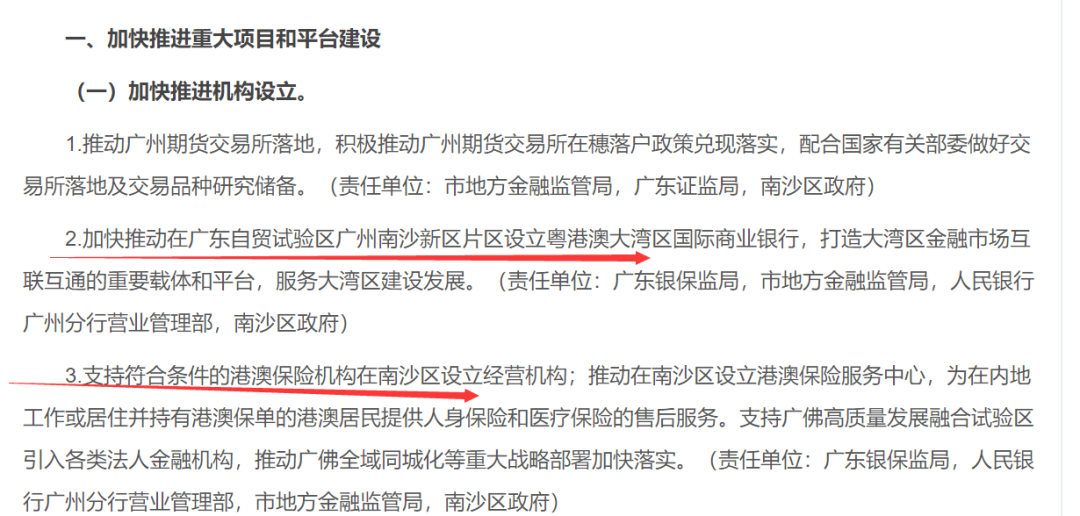 一、加快推进重大项目和平台建设
（一）加快推进机构设立。
1.推动广州期货交易所落地，积极推动广州期货交易所在穗落户政策兑现落实，配合国家有关部委做好交
易所落地及交易品种研究储备。（责任单位：市地方金融监管局，广东证监局，南沙区政府）
2.加快推动在广东自贸试验区广州南沙新区片区设立粤港澳大湾区国际商业银行，打造大湾区金融市场互
联互通的重要载体和平台，服务大湾区建设发展。（责任单位：广东银保监局，市地方金融监管局，人民银行
广州分行营业管理部，南沙区政府）
3.支持符合条件的港澳保险机构在南沙区设立经营机构；推动在南沙区设立港澳保险服务中心，为在内地
工作或居住并持有港澳保单的港澳居民提供人身保险和医疗保险的售后服务。支持广佛高质量发展融合试验区
引入各类法人金融机构，推动广佛全域同城化等重大战略部署加快落实。（责任单位：广东银保监局，人民银
行广州分行营业管理部，市地方金融监管局，南沙区政府）